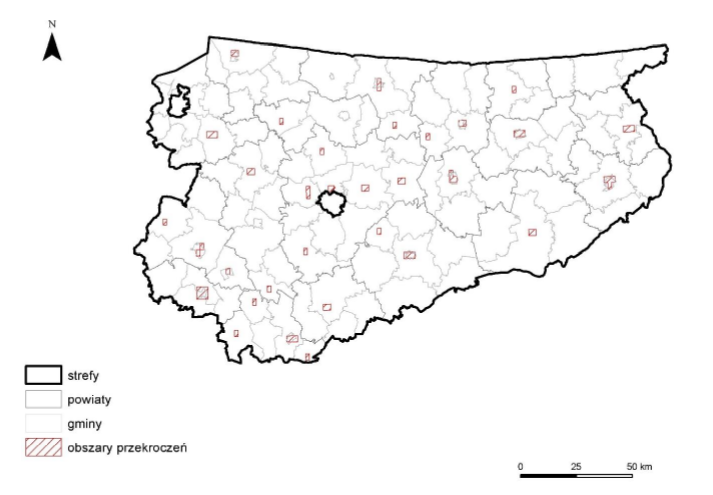 N
strefy
powiaty
gminy
obszary przekroczeń
0 25 50 km